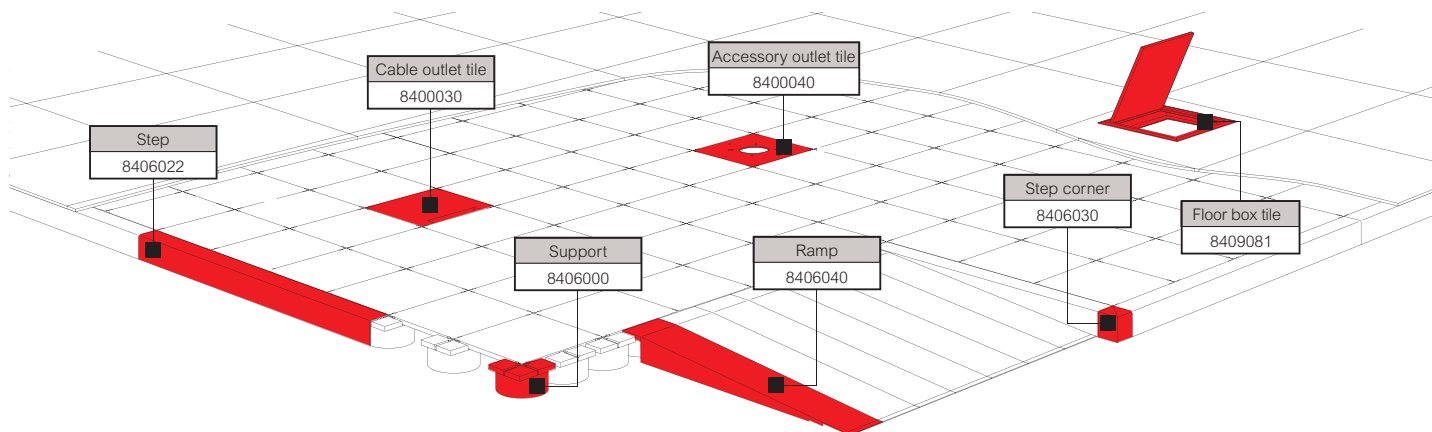 Cable outlet tile
8400030
Accessory outlet tile
8400040
Step
8406022
Step corner
8406030
Floor box tile
8409081
Support
8406000
Ramp
8406040